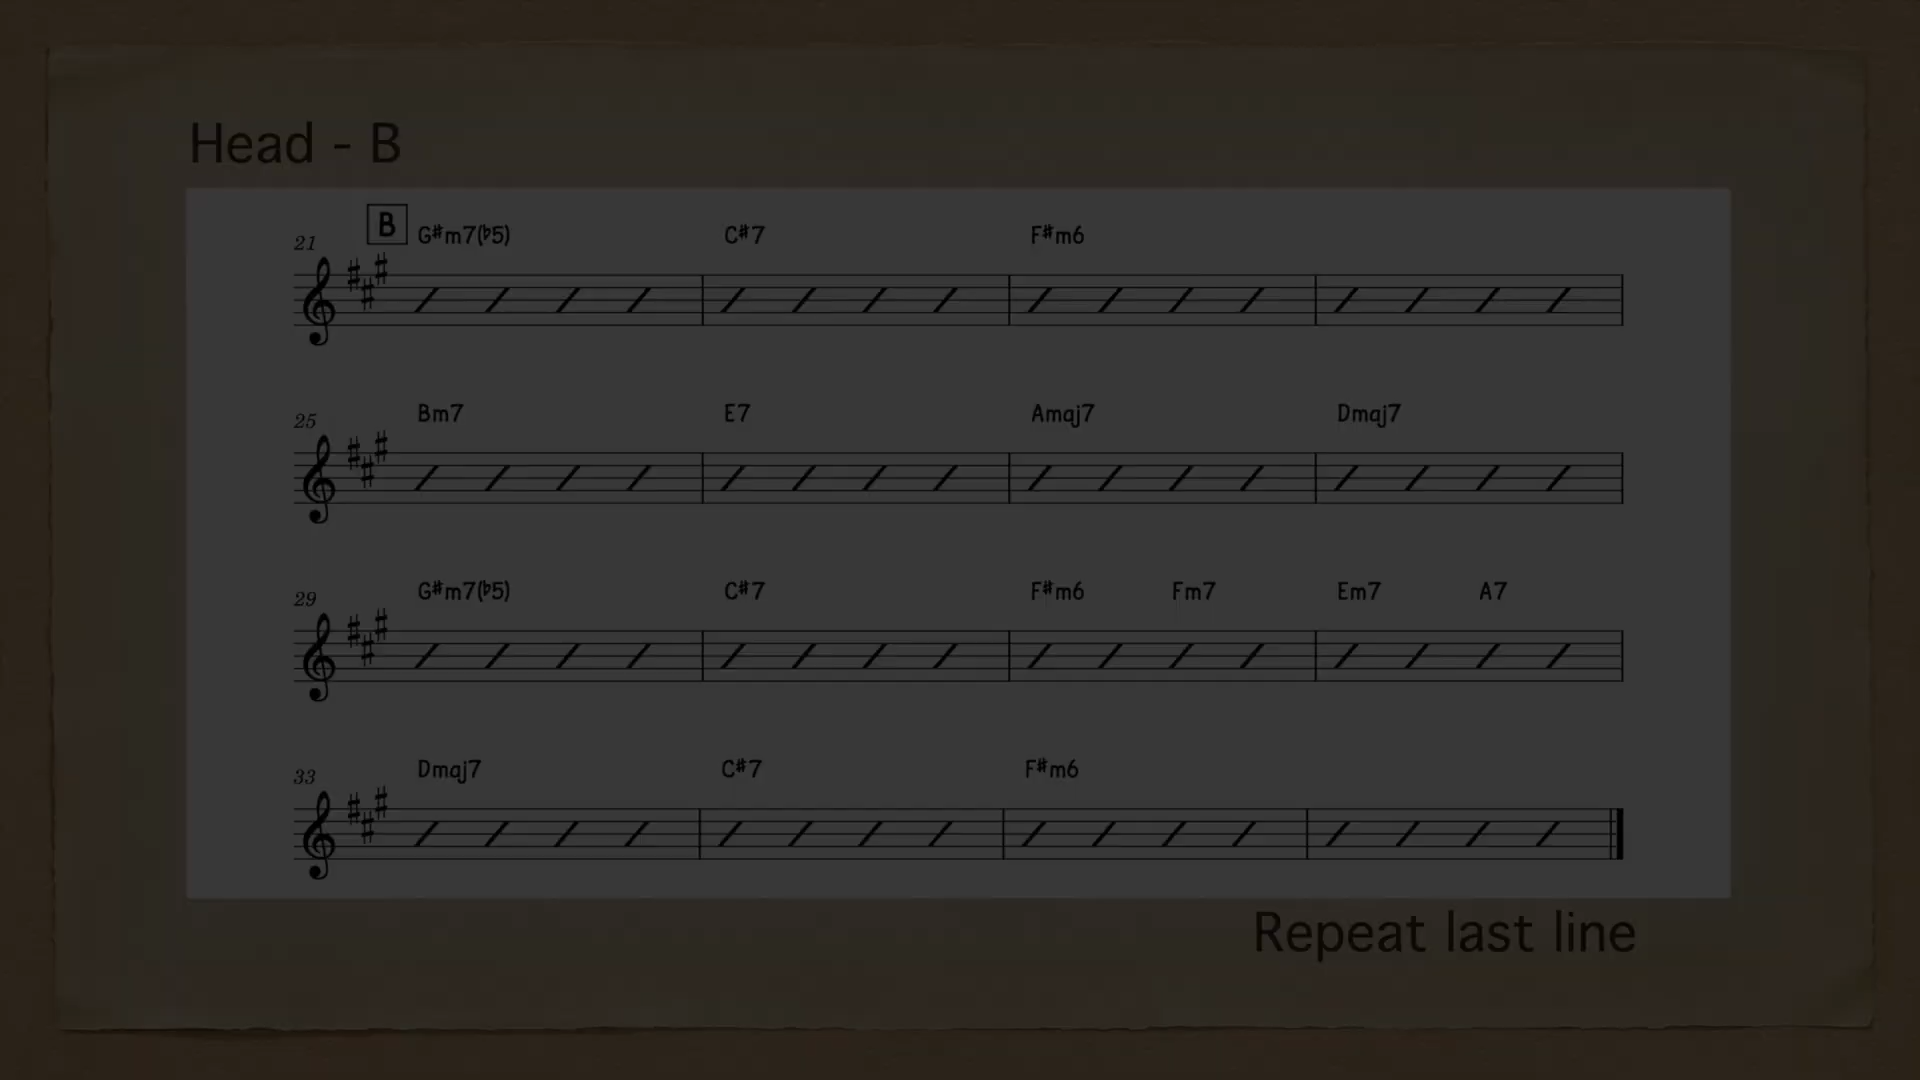 Head - B
B G#m7(b5) C#7 F#m6
21
Bm7 E7 Amaj7 Dmaj7
25
G#m7(b5) C#7 F#m6 Fm7 Em7 A7
29
Dmaj7 C#7 F#m6
33
Repeat last line